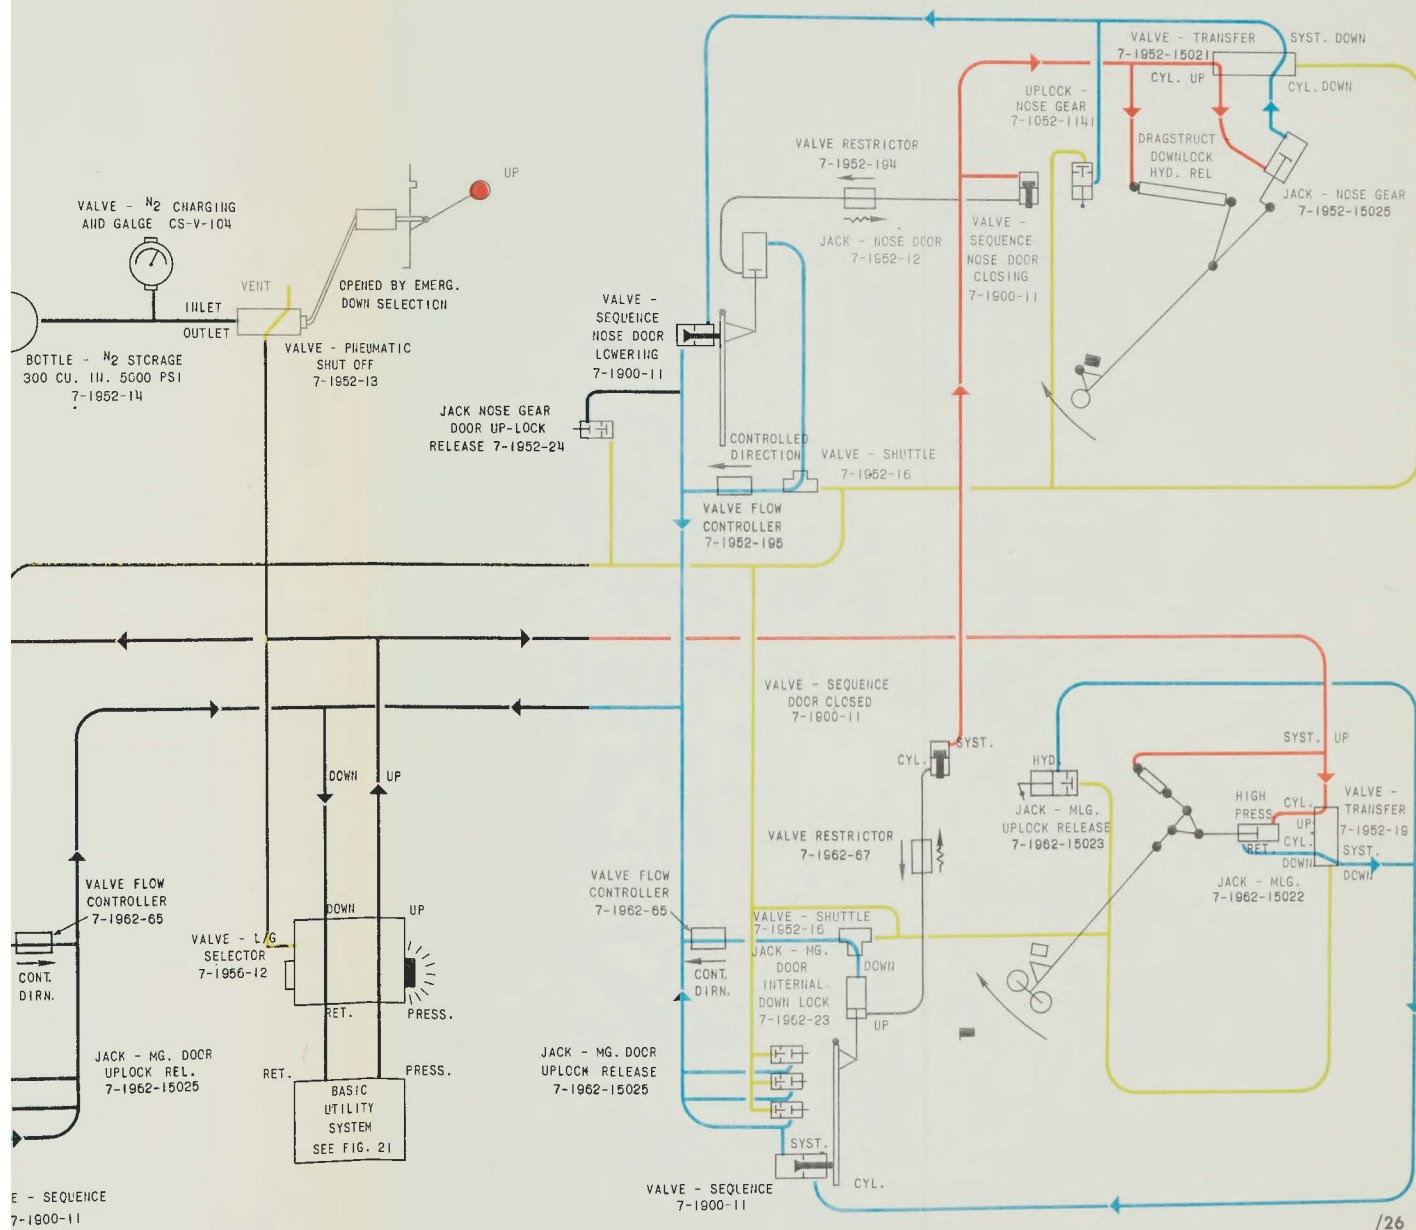 VALVE - TRANSFER
7-1952-15021
SYST. DOWN
CYL. UP
CYL. DOWN
UPLOCK -
NOSE GEAR
7-1052-1141
DRAGSTRUCT
DOWNLOCK
HYD. REL
JACK - NOSE GEAR
7-1952-15025
VALVE RESTRICTOR
7-1952-194
UP
VALVE - N2 CHARGING
AND GALGE CS-V-104
JACK - NOSE DOOR
7-1952-12
VALVE -
SEQUENCE
NOSE DOOR
CLOSING
7-1900-11
VENT
OPENED BY EMERG.
DOWN SELECTION
INLET
OUTLET
VALVE -
SEQUENCE
NOSE DOOR
LOWERING
7-1900-11
BOTTLE - N2 STORAGE
300 CU. IN. 5000 PSI
7-1952-14
VALVE - PNEUMATIC
SHUT OFF
7-1952-13
JACK NOSE GEAR
DOOR UP-LOCK
RELEASE 7-1952-24
CONTROLLED
DIRECTION
VALVE - SHUTTLE
7-1952-16
VALVE FLOW
CONTROLLER
7-1952-195
VALVE - SEQUENCE
DOOR CLOSED
7-1900-11
SYST.
CYL.
HYD.
SYST. UP
DOWN
UP
JACK - MLG.
UPLOCK RELEASE
7-1962-15023
HIGH
PRESS.
CYL.
UP
CYL.
DOWN
RET.
VALVE -
TRANSFER
7-1952-19
SYST.
DOWN
JACK - MLG.
7-1962-15022
VALVE RESTRICTOR
7-1962-67
VALVE FLOW
CONTROLLER
7-1962-65
VALVE FLOW
CONTROLLER
7-1962-65
DOWN
UP
VALVE - SHUTTLE
7-1952-16
VALVE - L/G
SELECTOR
7-1956-12
JACK - MG.
DOOR
INTERNAL
DOWN LOCK
7-1962-23
DOWN
UP
CONT.
DIRN.
CONT.
DIRN.
RET.
PRESS.
JACK - MG. DOOR
UPLOCK REL.
7-1962-15025
RET.
PRESS.
JACK - MG. DOOR
UPLOCK RELEASE
7-1962-15025
BASIC
UTILITY
SYSTEM
SEE FIG. 21
SYST.
CYL.
VALVE - SEQUENCE
7-1900-11
E - SEQUENCE
7-1900-11
/26